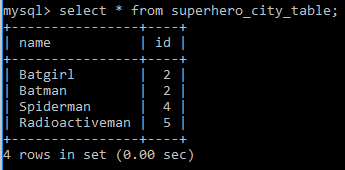 mysql> select * from superhero_city_table;
+----------------+----+
| name           | id |
+----------------+----+
| Batgirl        | 2  |
| Batman         | 2  |
| Spiderman      | 4  |
| Radioactiveman | 5  |
+----------------+----+
4 rows in set (0.00 sec)